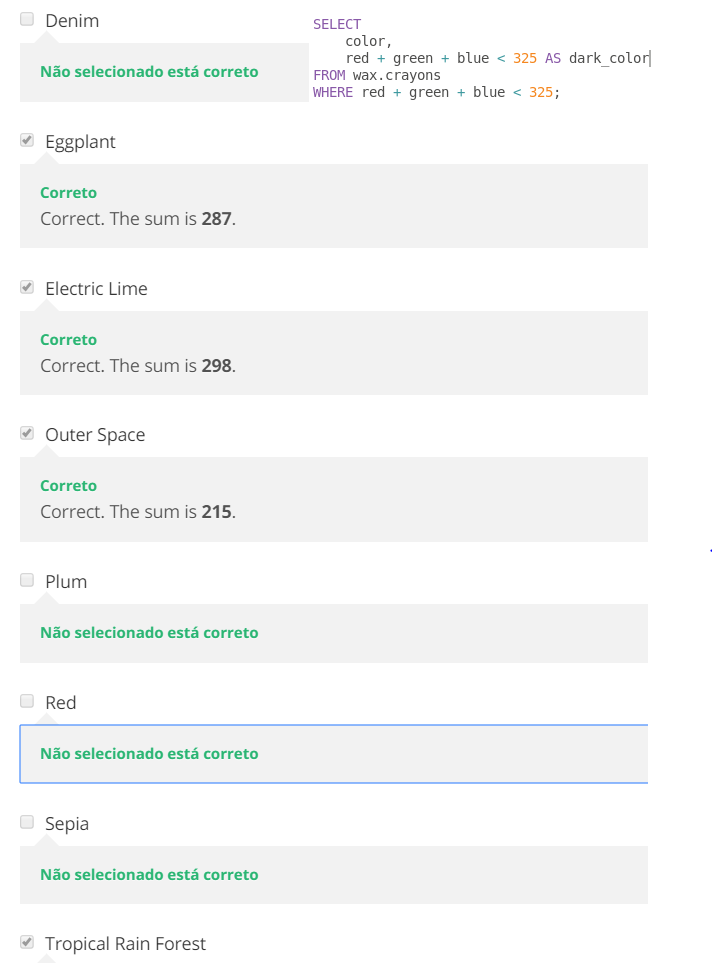 Denim
Não selecionado está correto
SELECT
color,
red + green + blue < 325 AS dark_color
FROM wax.crayons
WHERE red + green + blue < 325;
Eggplant
Correto
Correct. The sum is 287.
Electric Lime
Correto
Correct. The sum is 298.
Outer Space
Correto
Correct. The sum is 215.
Plum
Não selecionado está correto
Red
Não selecionado está correto
Sepia
Não selecionado está correto
Tropical Rain Forest